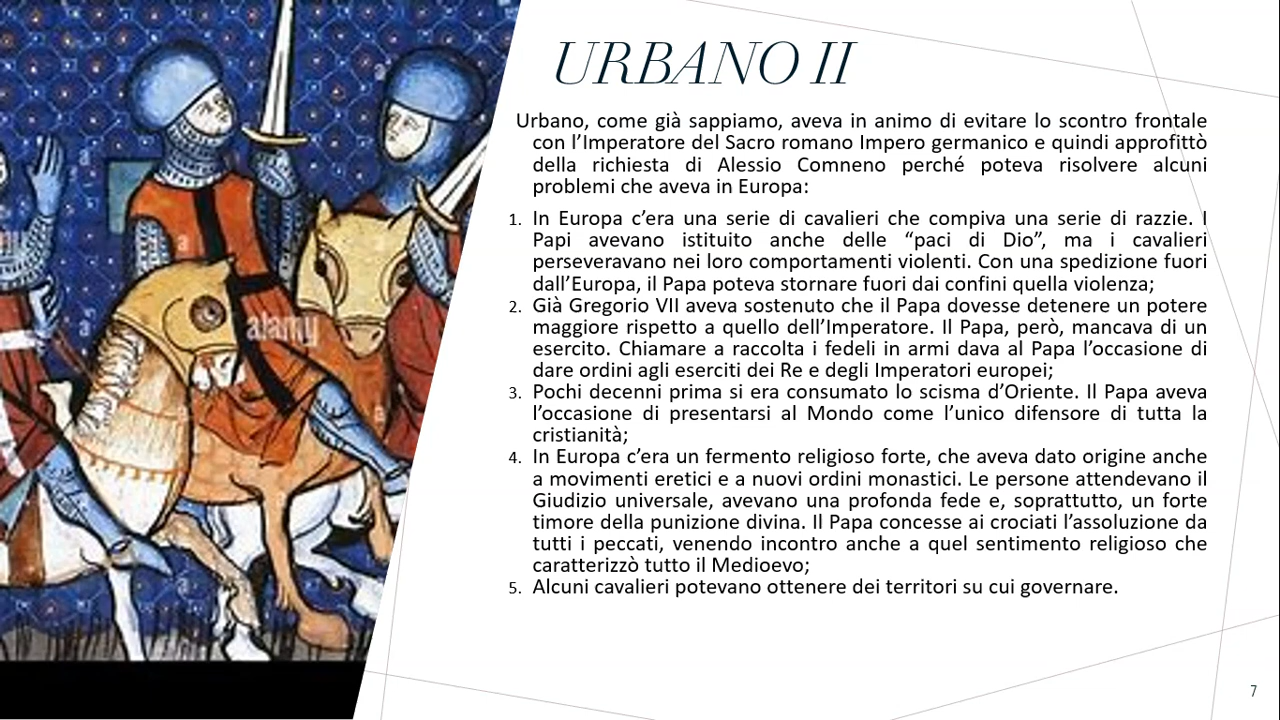 URBANO II
Urbano, come già sappiamo, aveva in animo di evitare lo scontro frontale
con l’Imperatore del Sacro romano Impero germanico e quindi approfittò
della richiesta di Alessio Comneno perché poteva risolvere alcuni
problemi che aveva in Europa:
1. In Europa c’era una serie di cavalieri che compiva una serie di razzie. I
Papi avevano istituito anche delle “paci di Dio”, ma i cavalieri
perseveravano nei loro comportamenti violenti. Con una spedizione fuori
dall’Europa, il Papa poteva stornare fuori dai confini quella violenza;
2. Già Gregorio VII aveva sostenuto che il Papa dovesse detenere un potere
maggiore rispetto a quello dell’Imperatore. Il Papa, però, mancava di un
esercito. Chiamare a raccolta i fedeli in armi dava al Papa l’occasione di
dare ordini agli eserciti dei Re e degli Imperatori europei;
3. Pochi decenni prima si era consumato lo scisma d’Oriente. Il Papa aveva
l’occasione di presentarsi al Mondo come l’unico difensore di tutta la
cristianità;
4. In Europa c’era un fermento religioso forte, che aveva dato origine anche
a movimenti eretici e a nuovi ordini monastici. Le persone attendevano il
Giudizio universale, avevano una profonda fede e, soprattutto, un forte
timore della punizione divina. Il Papa concesse ai crociati l’assoluzione da
tutti i peccati, venendo incontro anche a quel sentimento religioso che
caratterizzò tutto il Medioevo;
5. Alcuni cavalieri potevano ottenere dei territori su cui governare.
alamy
7